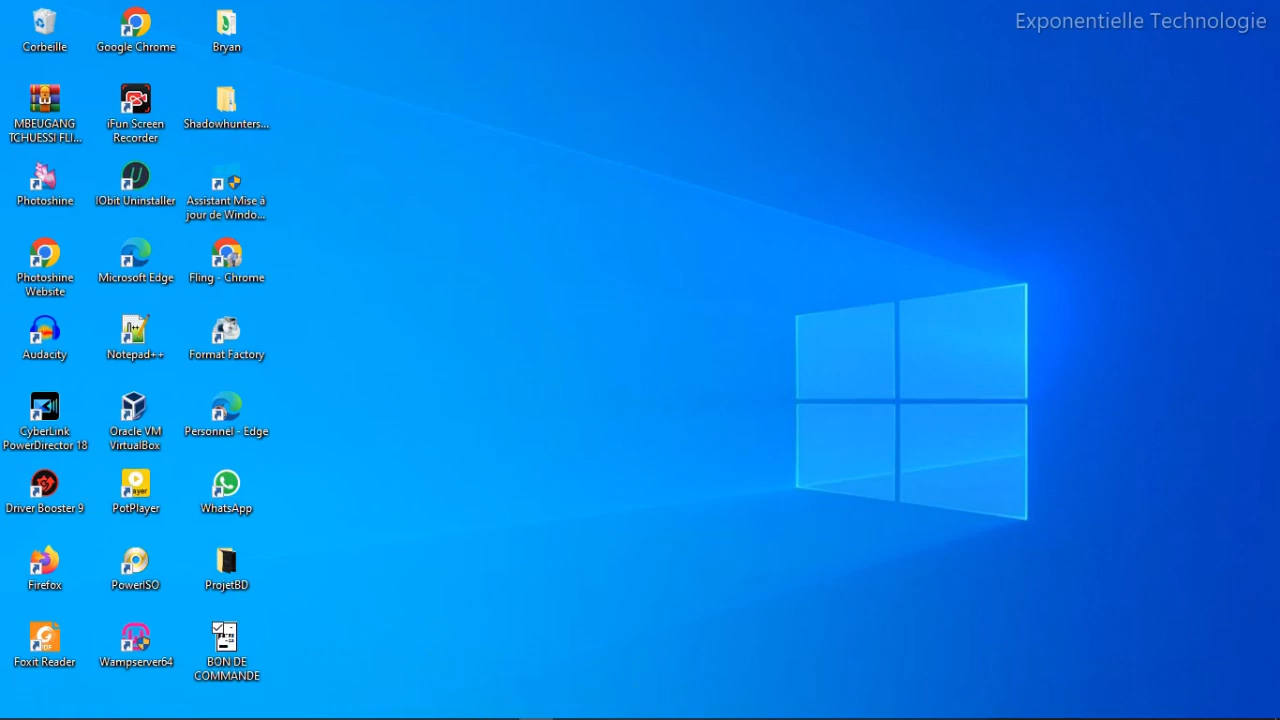 Exponentielle Technologie
Corbeille
Google Chrome
Bryan
MBEUGANG
TCHUESSI FLI...
iFun Screen
Recorder
Shadowhunters...
Photoshine
IObit Uninstaller
Assistant Mise à
jour de Windo...
Photoshine
Website
Microsoft Edge
Fling - Chrome
Audacity
Notepad++
Format Factory
CyberLink
PowerDirector 18
Oracle VM
VirtualBox
Personnel - Edge
Driver Booster 9
PotPlayer
WhatsApp
Firefox
PowerISO
ProjetBD
Foxit Reader
Wampserver64
BON DE
COMMANDE